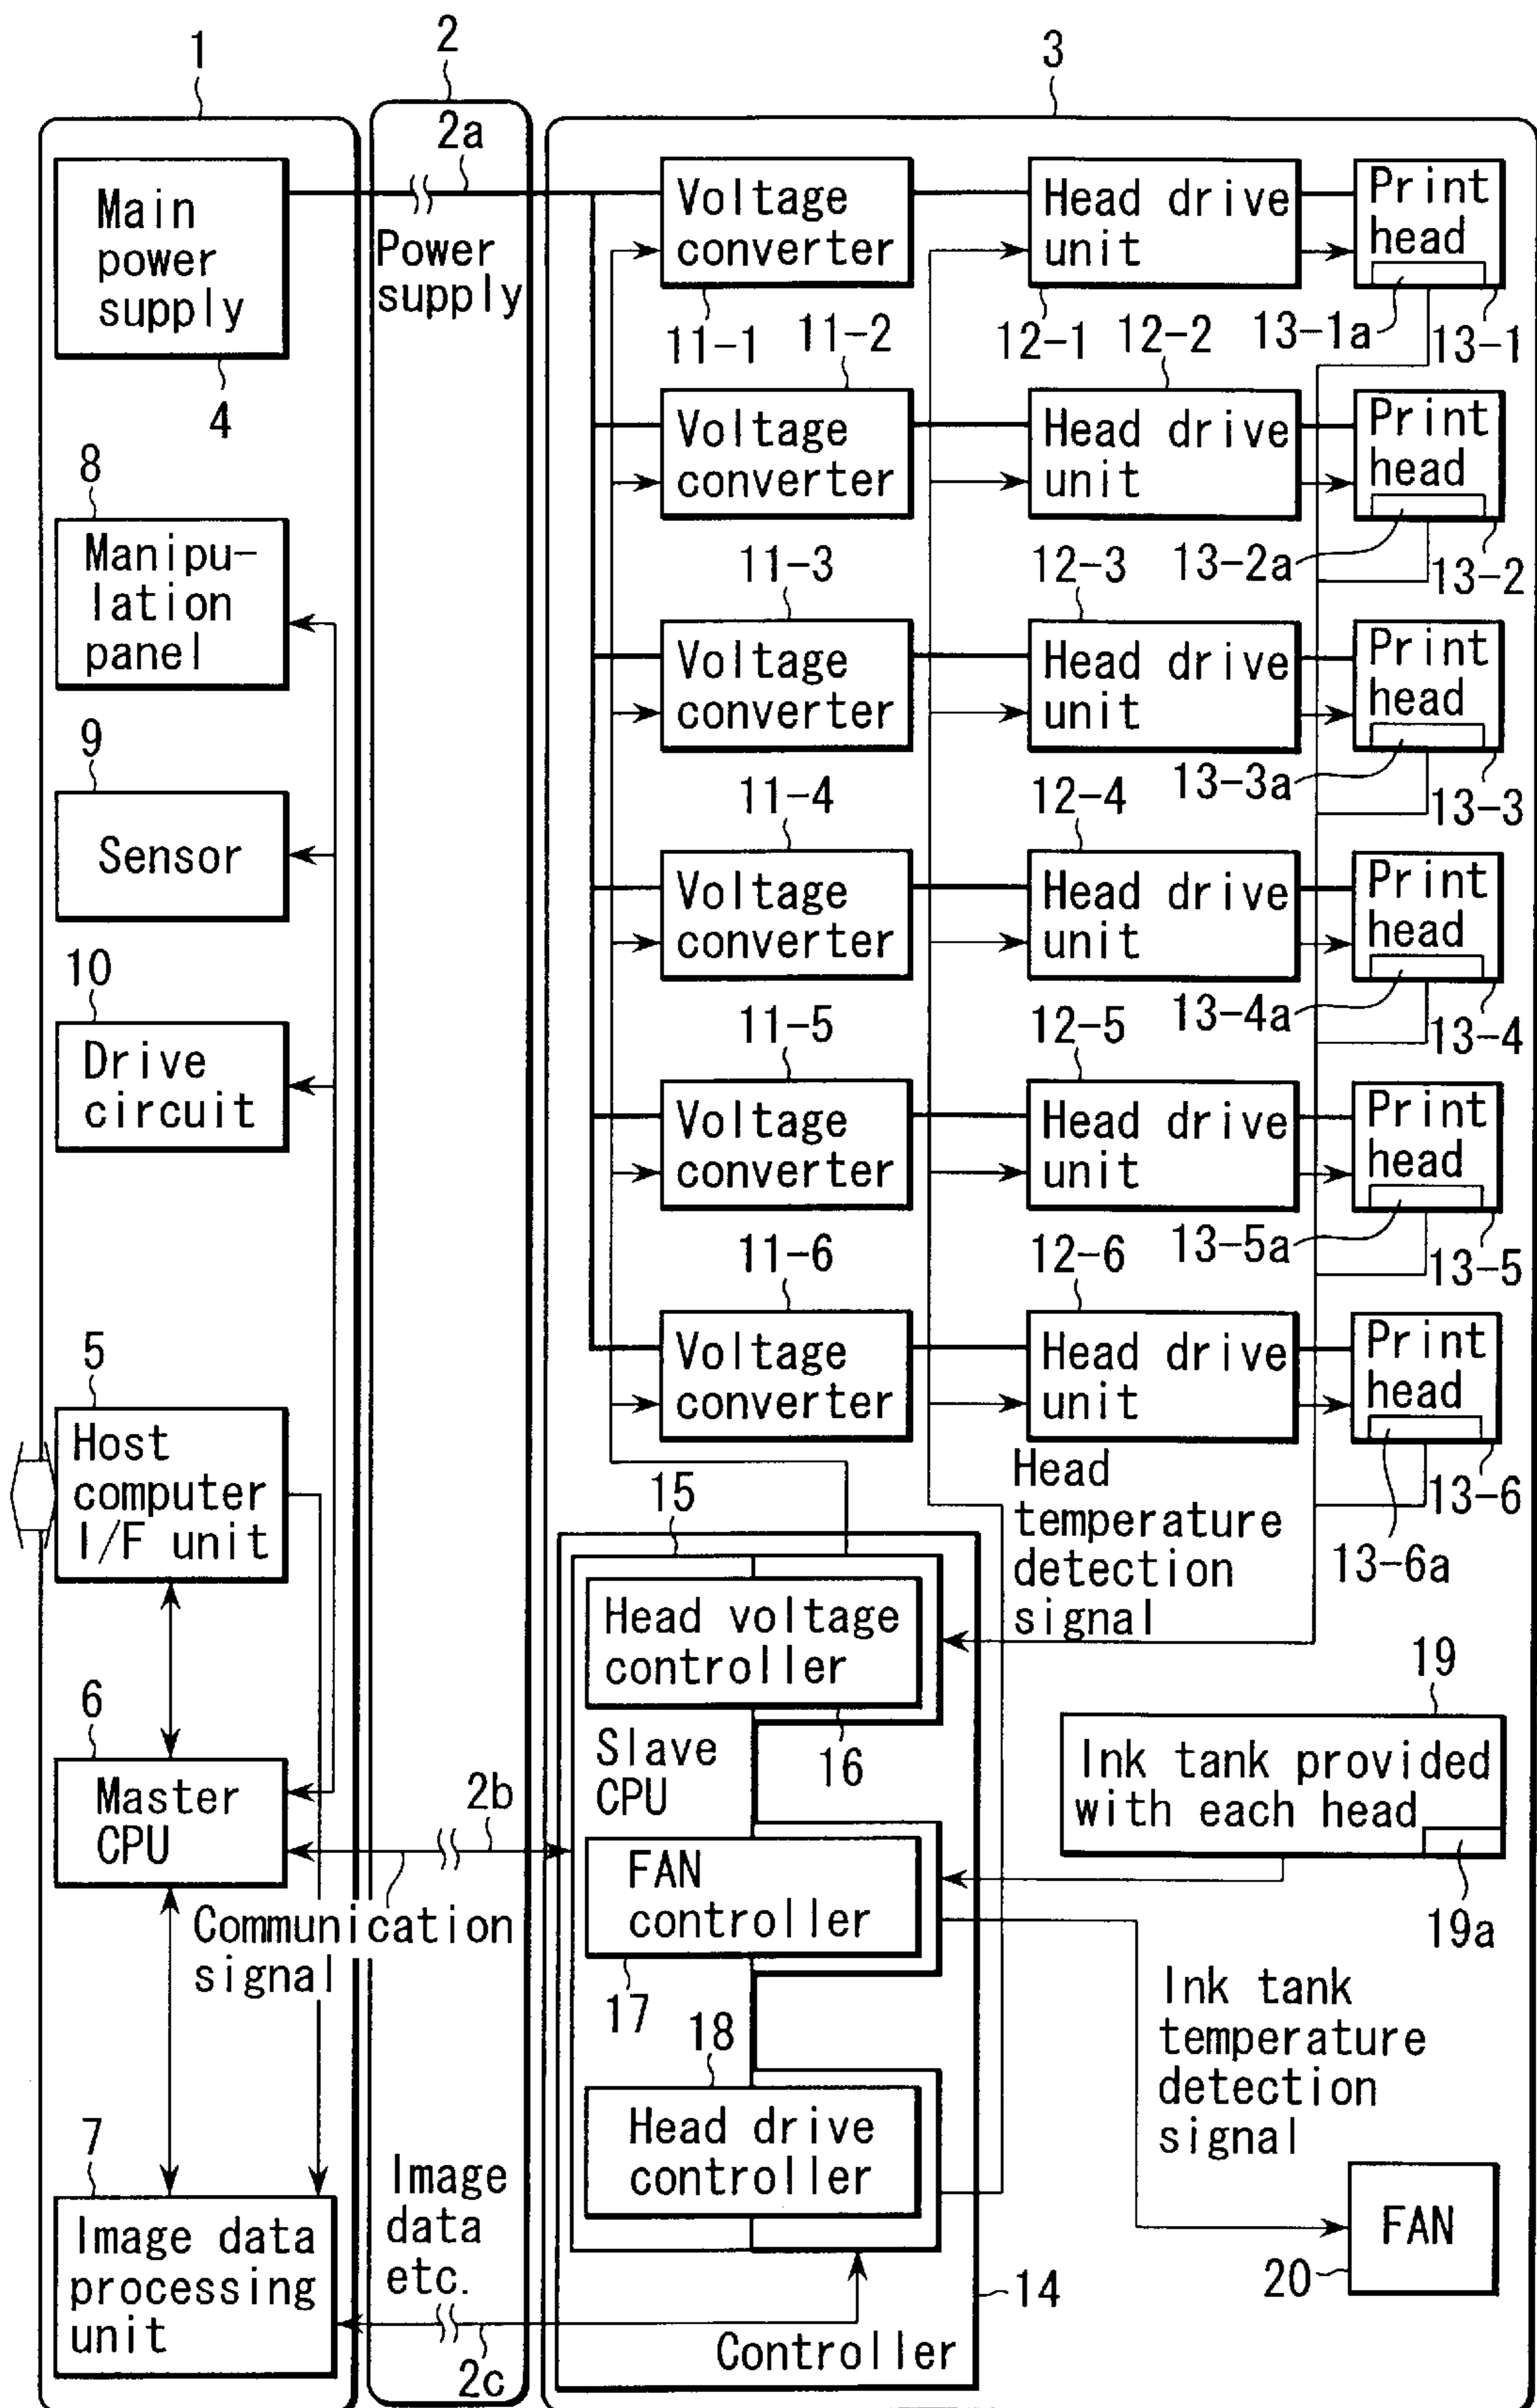 1
2
3
2a
Main
power
supply
4
Power
supply
Voltage
converter
11-1
Head drive
unit
12-1
Print
head
13-1a
13-1
11-2
Voltage
converter
12-2
Head drive
unit
Print
head
13-2a
13-2
8
Manipu-
lation
panel
11-3
Voltage
converter
12-3
Head drive
unit
Print
head
13-3a
13-3
9
Sensor
11-4
Voltage
converter
12-4
Head drive
unit
Print
head
13-4a
13-4
10
Drive
circuit
11-5
Voltage
converter
12-5
Head drive
unit
Print
head
13-5a
13-5
11-6
Voltage
converter
12-6
Head drive
unit
Print
head
13-6
13-6a
5
Host
computer
I/F unit
Head
temperature
detection
signal
15
Head voltage
controller
16
Slave
CPU
6
Master
CPU
2b
Communication
signal
FAN
controller
17
19
Ink tank provided
with each head
19a
Ink tank
temperature
detection
signal
18
Head drive
controller
7
Image data
processing
unit
Image
data
etc.
2c
Controller
14
FAN
20